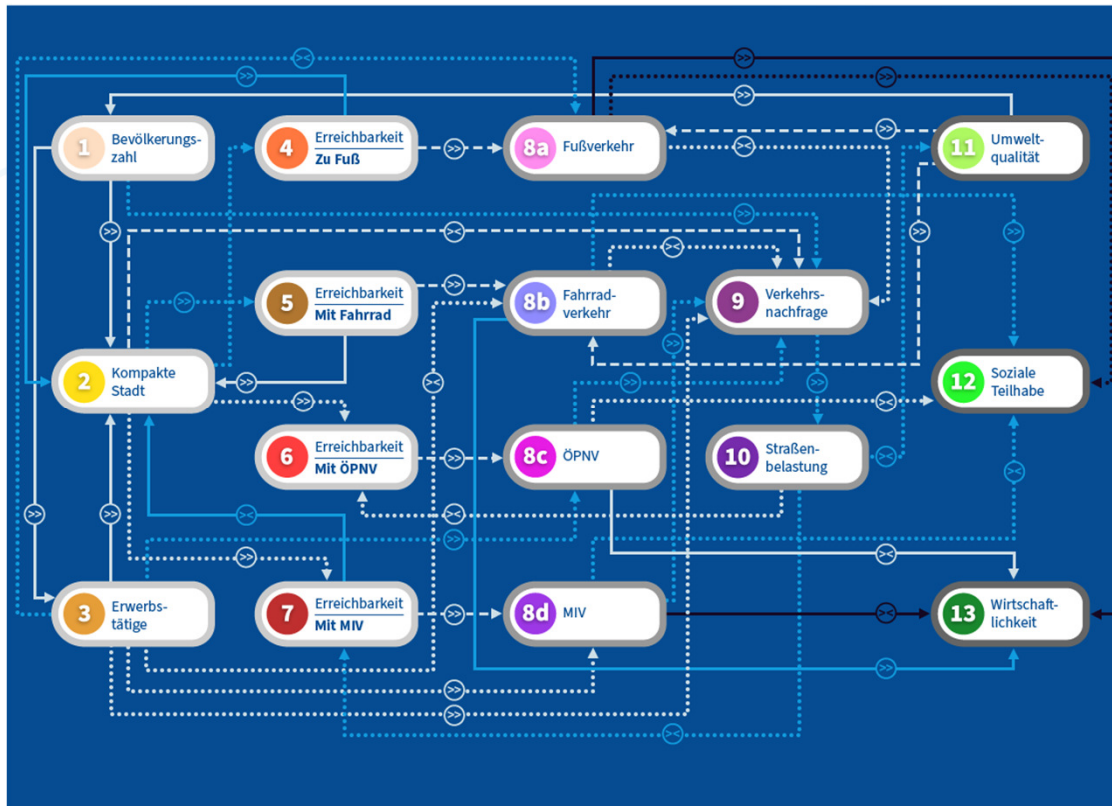 ><
>>
>>
1
Bevölkerungs-
zahl
4
Erreichbarkeit
Zu Fuß
>>
8a
Fußverkehr
>>
><
11
Umwelt-
qualität
>>
>>
><
>>
><
>>
>>
5
Erreichbarkeit
Mit Fahrrad
>>
8b
Fahrrad-
verkehr
9
Verkehrs-
nachfrage
>>
>>
2
Kompakte
Stadt
>>
><
>>
>>
12
Soziale
Teilhabe
>>
><
6
Erreichbarkeit
Mit ÖPNV
>>
8c
ÖPNV
10
Straßen-
belastung
><
><
>>
>>
><
><
>>
><
3
Erwerbs-
tätige
7
Erreichbarkeit
Mit MIV
>>
8d
MIV
><
13
Wirtschaft-
lichkeit
>>
>>
>>
><